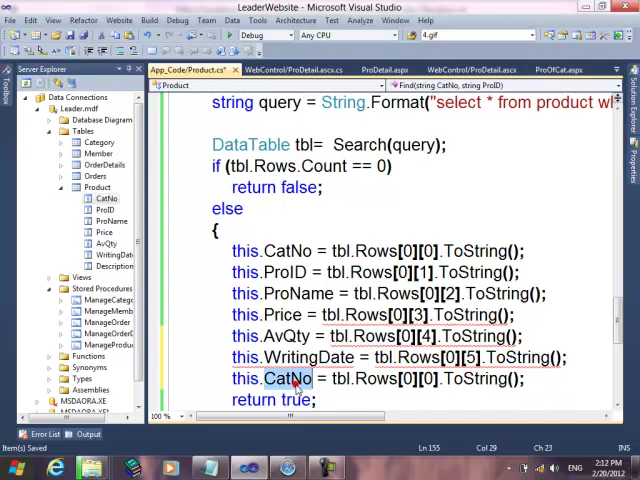 LeaderWebsite - Microsoft Visual Studio
File Edit View Refactor Website Build Debug Team Data Tools Architecture Test Analyze Window Help
Debug Any CPU 4.gif
Server Explorer
Data Connections
Leader.mdf
Database Diagram
Tables
Category
Member
OrderDetails
Orders
Product
CatNo
ProID
ProName
Price
AvQty
WritingDate
Description
Views
Stored Procedures
ManageCateg
ManageMemb
ManageOrder
ManageOrderD
ManageProduc
Functions
Synonyms
Types
Assemblies
MSDAORA.XE
Toolbox
App_Code/Product.cs* WebControl/ProDetail.ascx.cs ProDetail.aspx WebControl/ProDetail.ascx ProOfCat.aspx
Product Find(string CatNo, string ProID)
string query = String.Format("select * from product wh
DataTable tbl= Search(query);
if (tbl.Rows.Count == 0)
return false;
else
{
this.CatNo = tbl.Rows[0][0].ToString();
this.ProID = tbl.Rows[0][1].ToString();
this.ProName = tbl.Rows[0][2].ToString();
this.Price = tbl.Rows[0][3].ToString();
this.AvQty = tbl.Rows[0][4].ToString();
this.WritingDate = tbl.Rows[0][5].ToString();
this.CatNo = tbl.Rows[0][0].ToString();
return true;
100 %
Solution Explorer
Properties
Error List Output
Item(s) Saved Ln 155 Col 29 Ch 23 INS
ENG 2:12 PM
2/20/2012